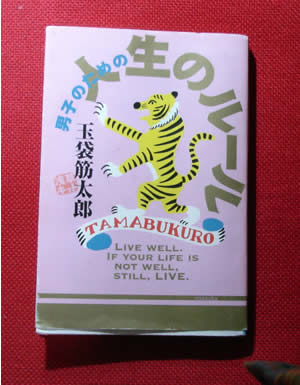 男子のための
人生のルール
玉袋筋太郎
TAMABUKURO
LIVE WELL.
IF YOUR LIFE IS
NOT WELL,
STILL, LIVE.